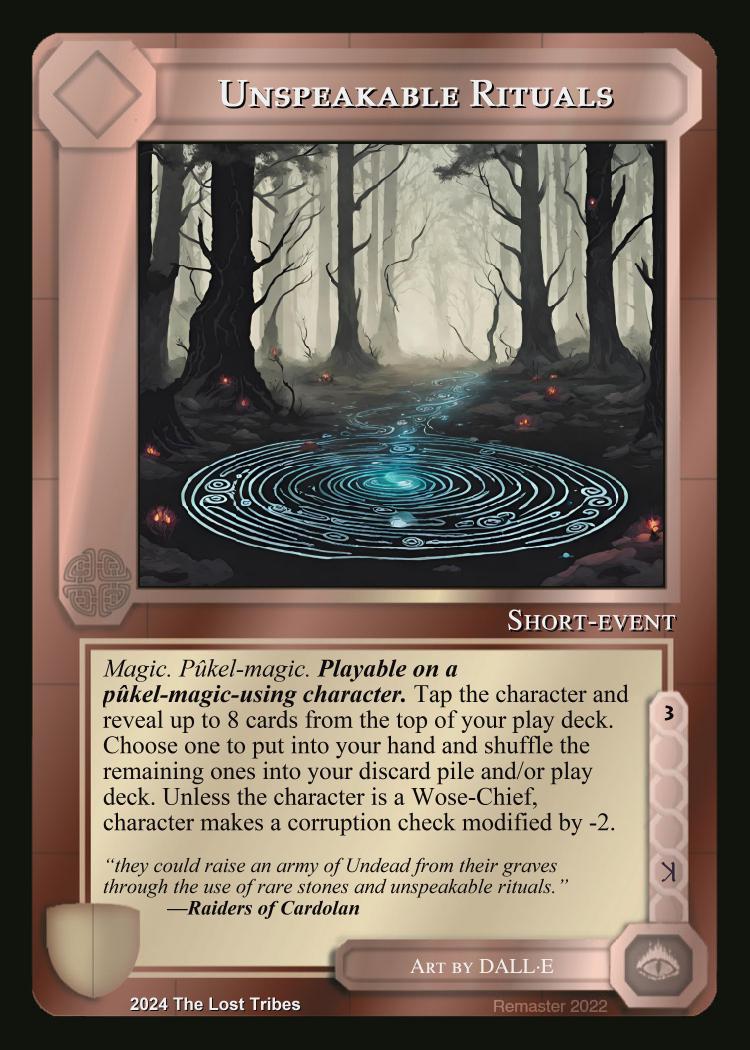 Unspeakable Rituals
Short-event
Magic. Pûkel-magic. Playable on a
pûkel-magic-using character. Tap the character and
reveal up to 8 cards from the top of your play deck.
Choose one to put into your hand and shuffle the
remaining ones into your discard pile and/or play
deck. Unless the character is a Wose-Chief,
character makes a corruption check modified by -2.
3
“they could raise an army of Undead from their graves
through the use of rare stones and unspeakable rituals.”
—Raiders of Cardolan
Art by DALL·E
2024 The Lost Tribes
Remaster 2022